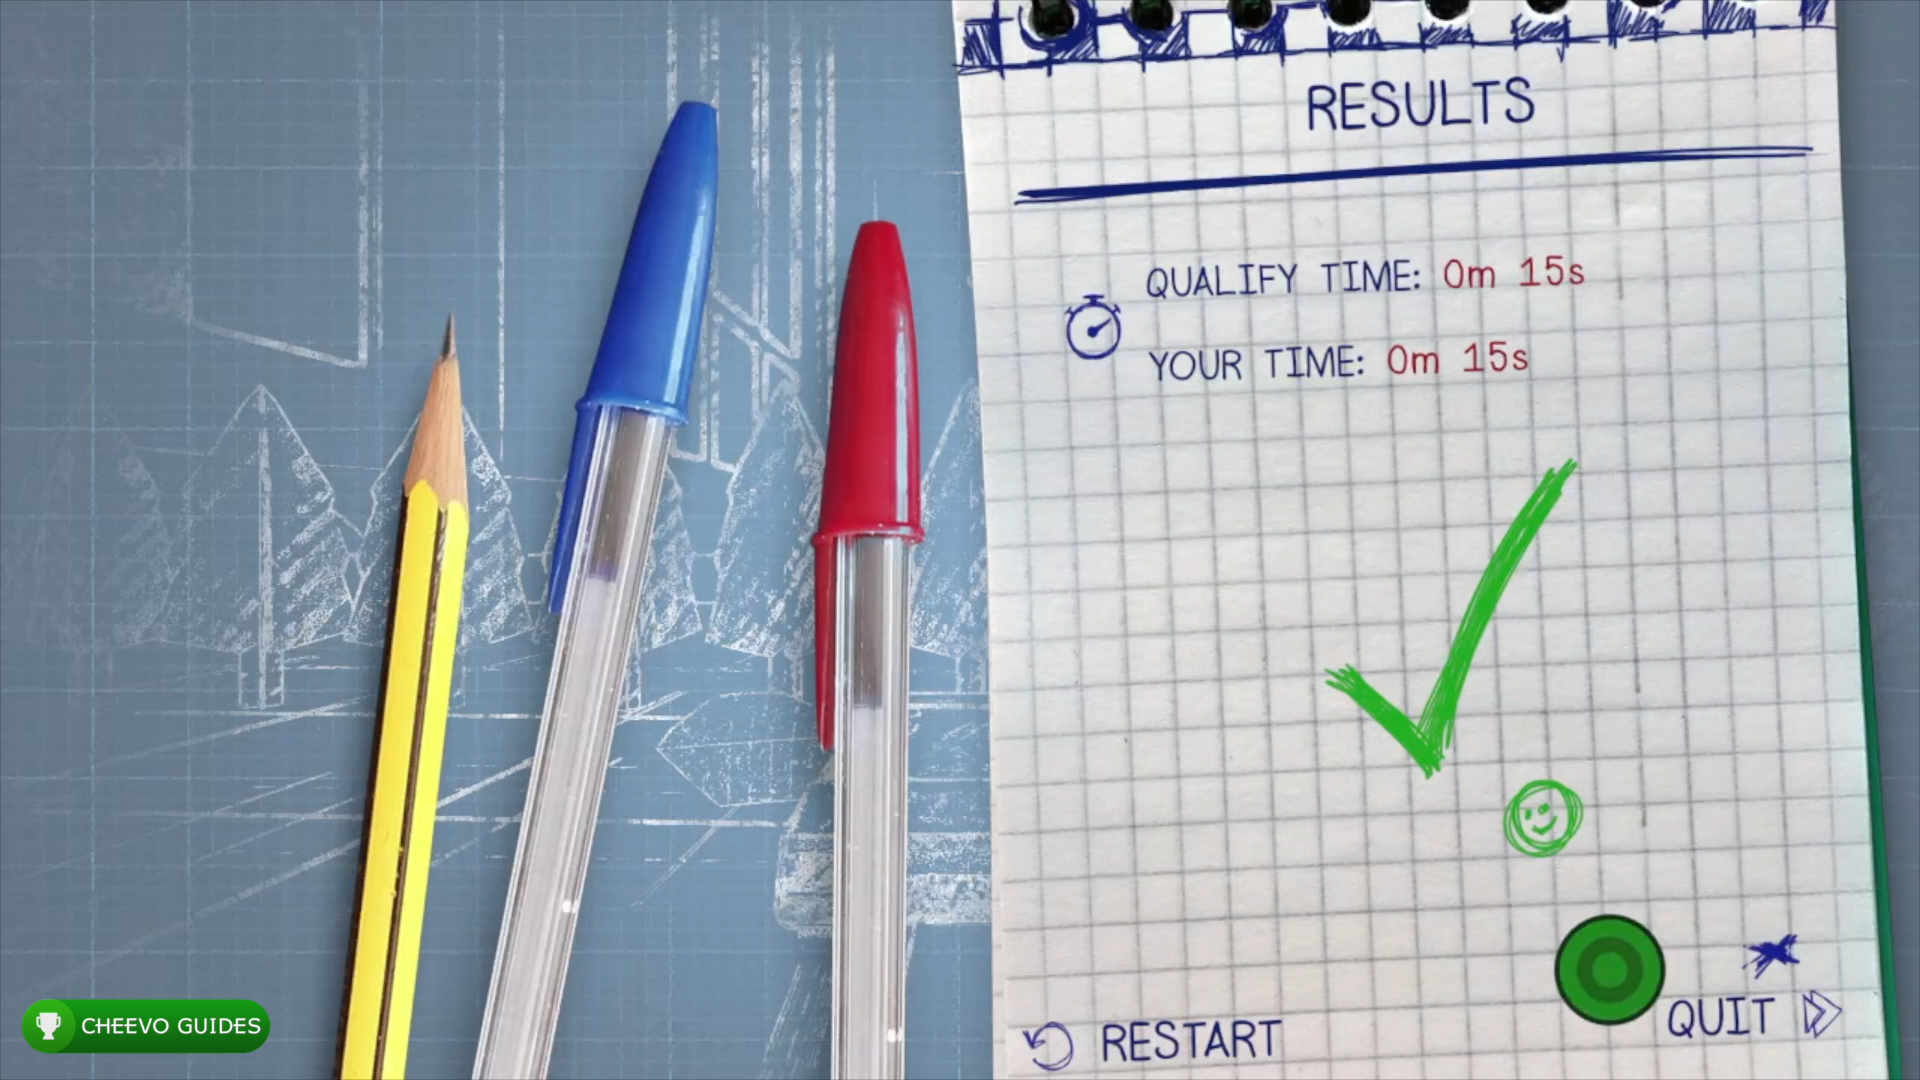 RESULTS
QUALIFY TIME: 0m 15s
YOUR TIME: 0m 15s
RESTART
QUIT
CHEEVO GUIDES